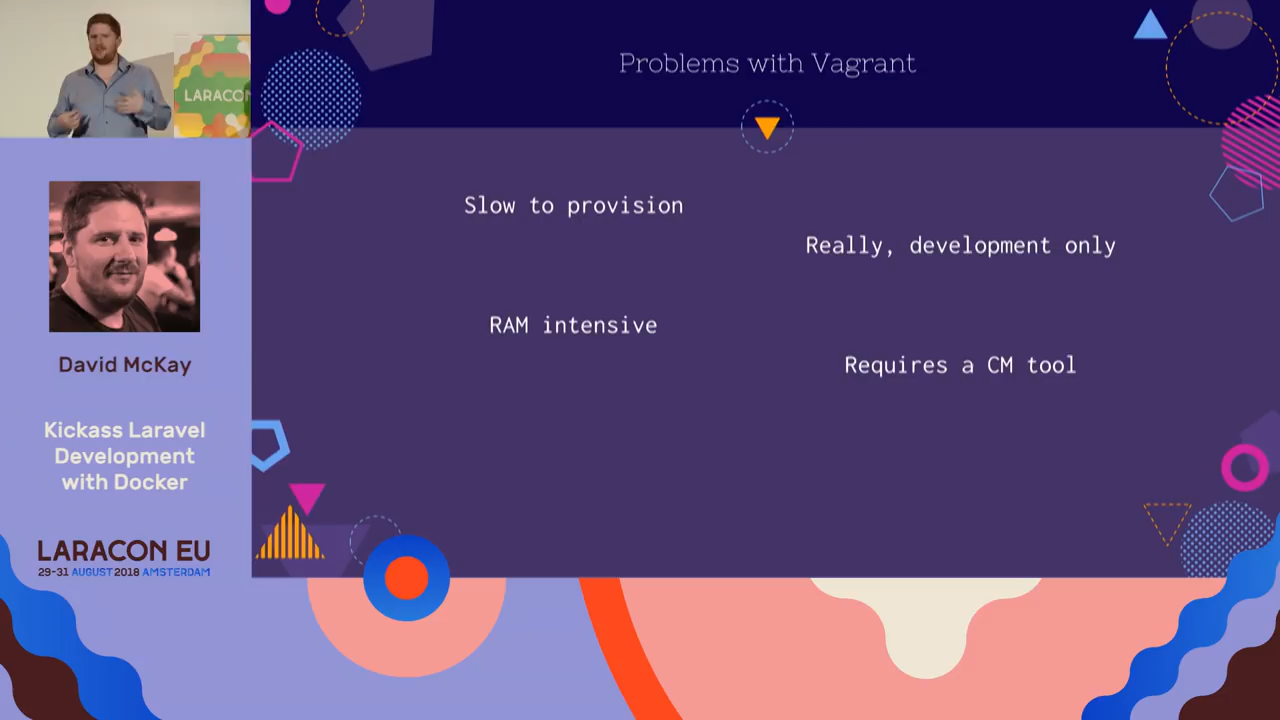 LARACON
David McKay
Kickass Laravel
Development
with Docker
LARACON EU
29-31 AUGUST 2018 AMSTERDAM
Problems with Vagrant
Slow to provision
Really, development only
RAM intensive
Requires a CM tool